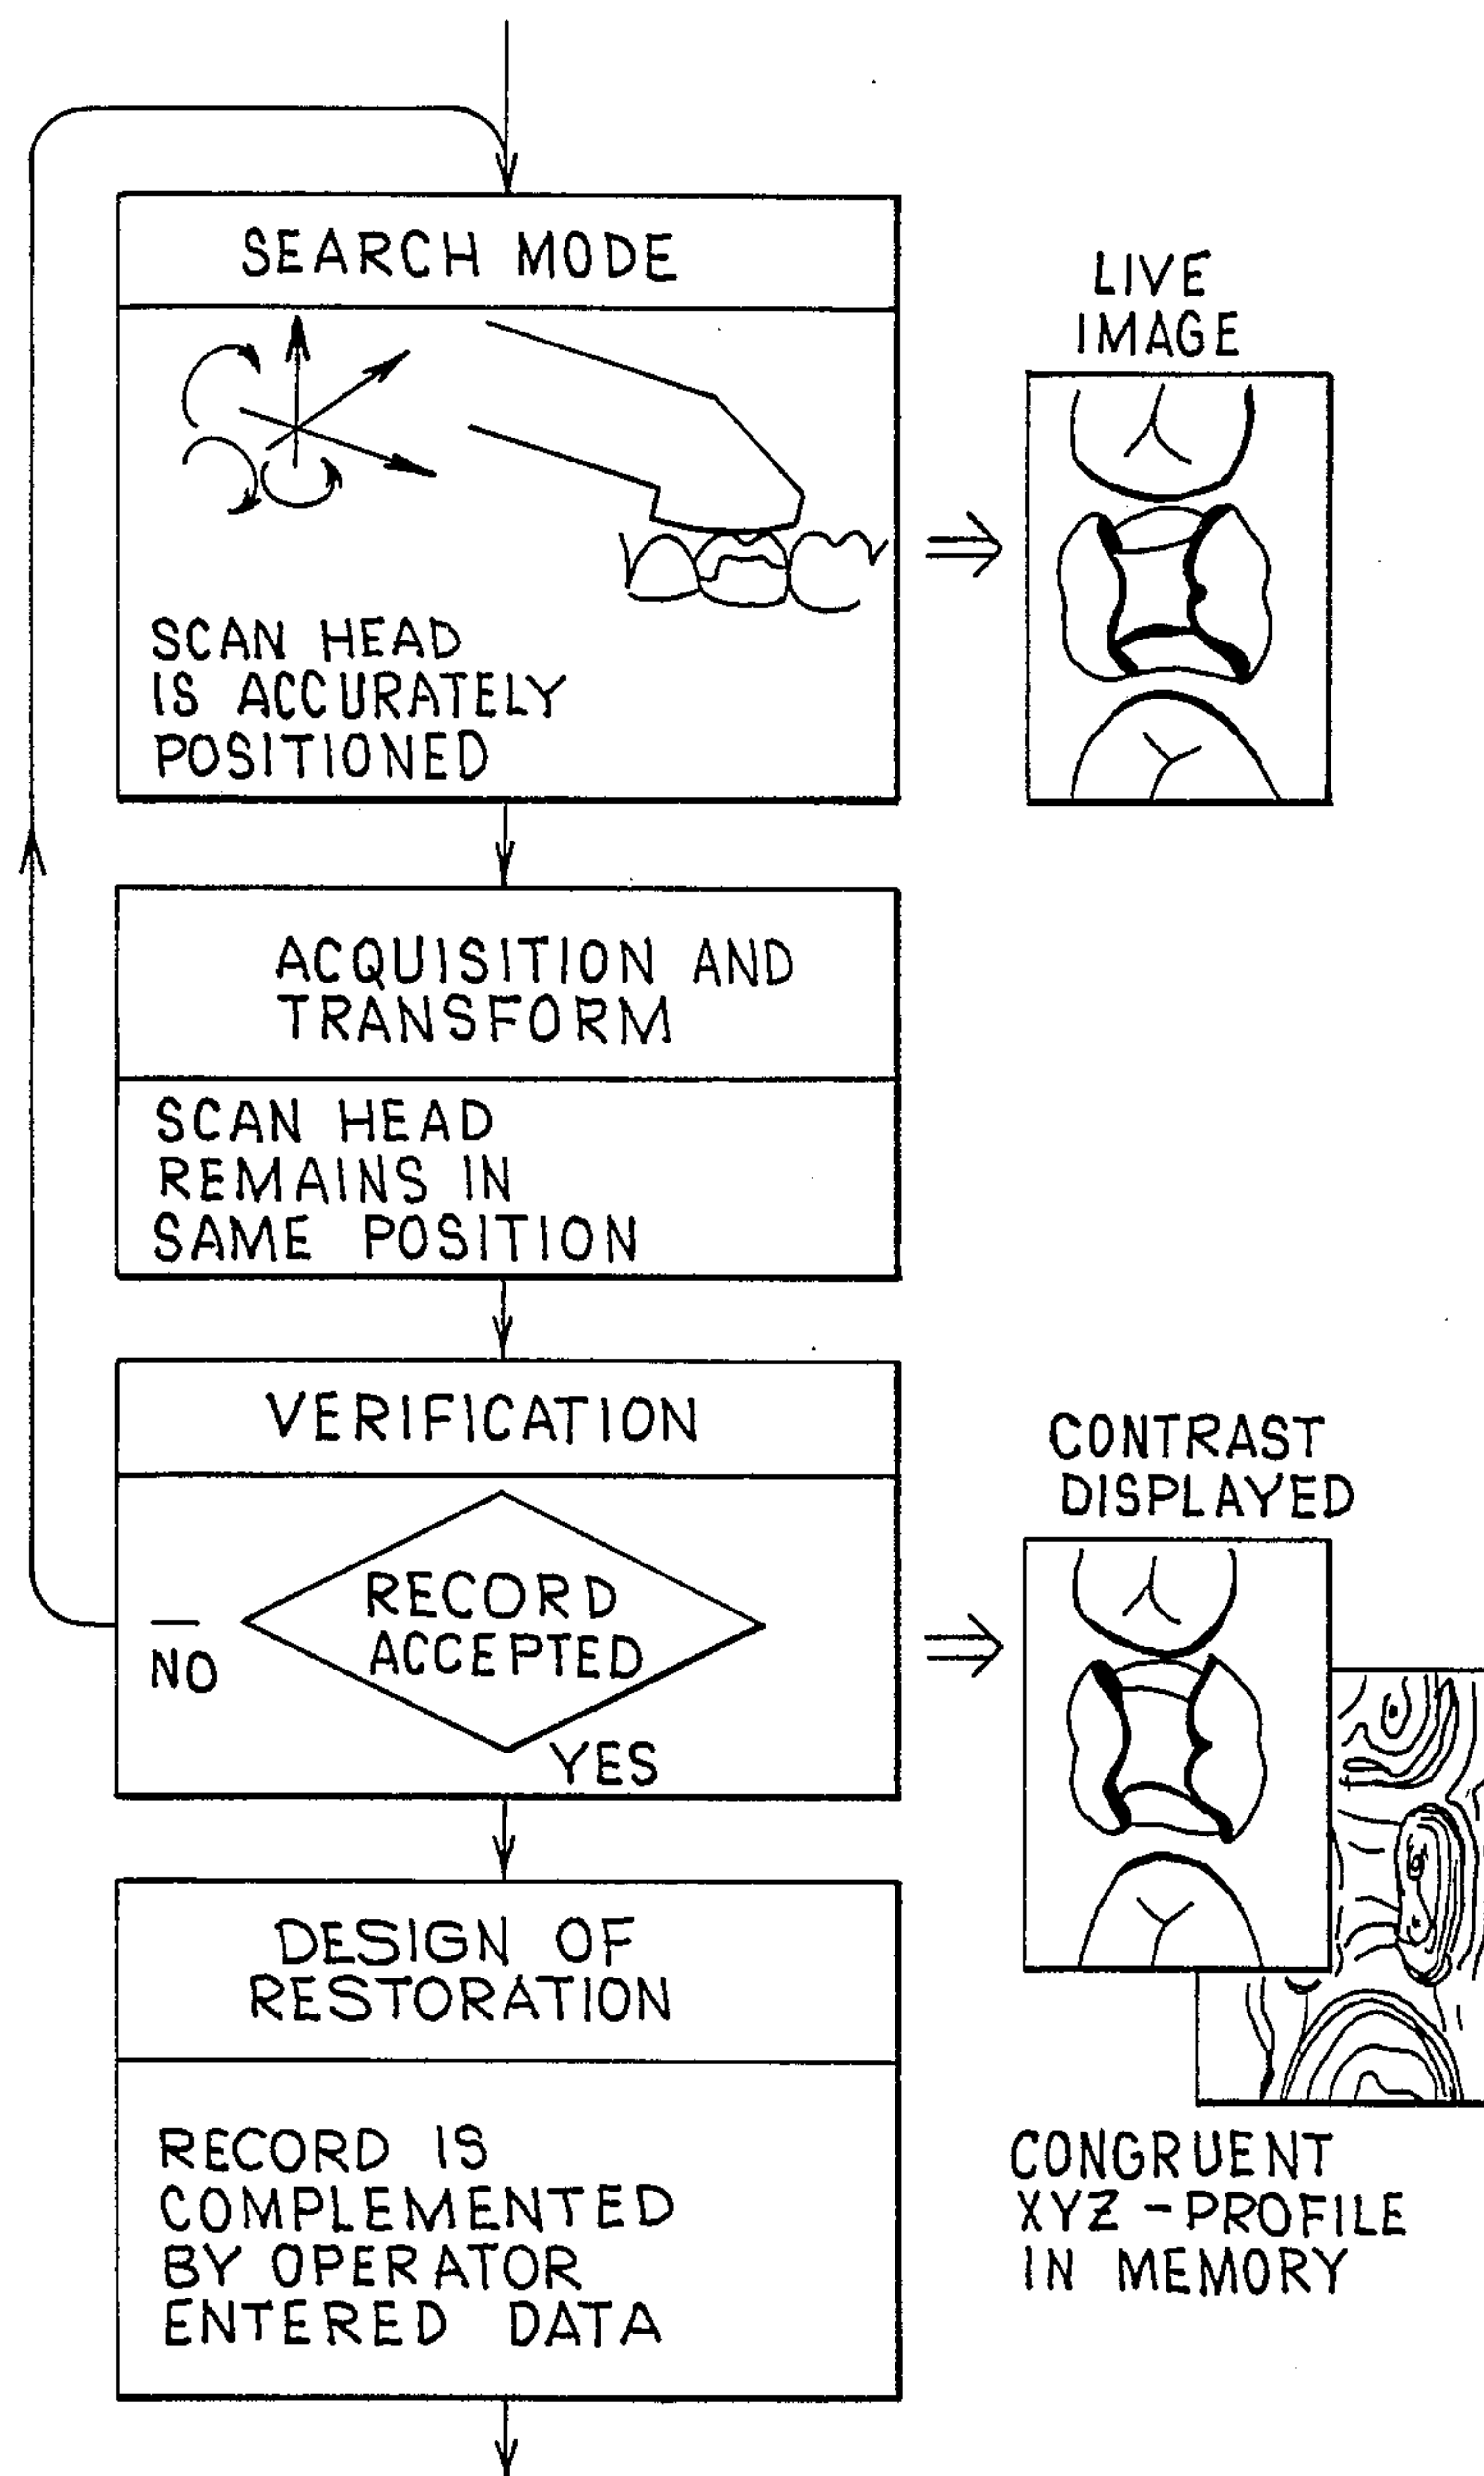 SEARCH MODE
LIVE
IMAGE
SCAN HEAD
IS ACCURATELY
POSITIONED
ACQUISITION AND
TRANSFORM
SCAN HEAD
REMAINS IN
SAME POSITION
VERIFICATION
CONTRAST
DISPLAYED
RECORD
ACCEPTED
NO
YES
DESIGN OF
RESTORATION
RECORD IS
COMPLEMENTED
BY OPERATOR
ENTERED DATA
CONGRUENT
XYZ - PROFILE
IN MEMORY